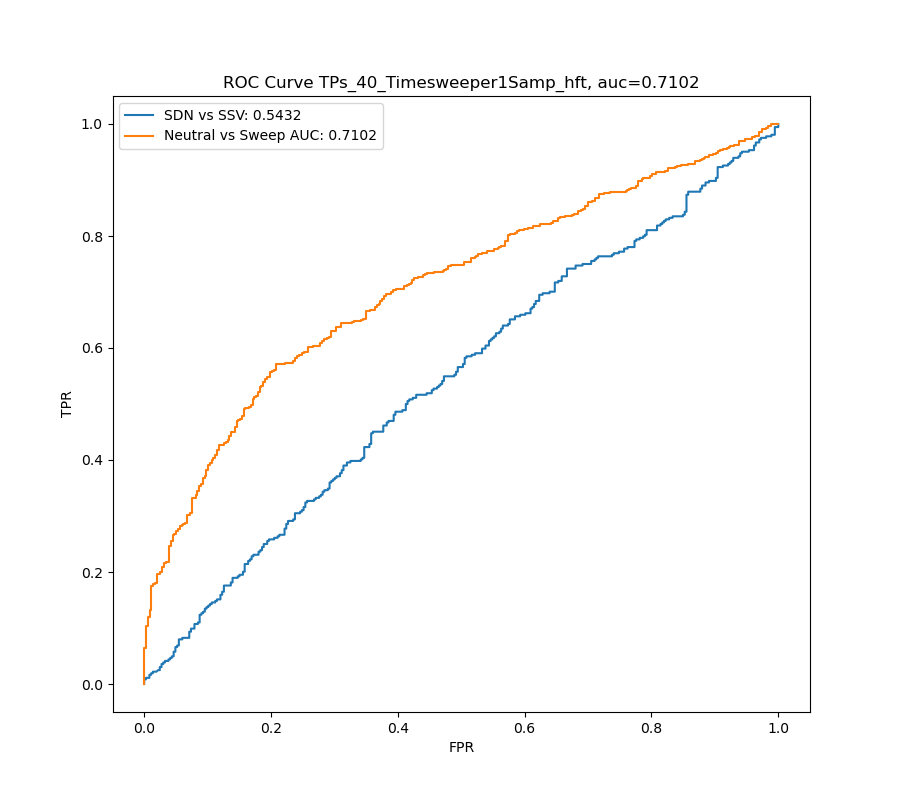 ROC Curve TPs_40_Timesweeper1Samp_hft, auc=0.7102
SDN vs SSV: 0.5432
Neutral vs Sweep AUC: 0.7102
1.0
0.8
0.6
0.4
0.2
0.0
TPR
0.0 0.2 0.4 0.6 0.8 1.0
FPR